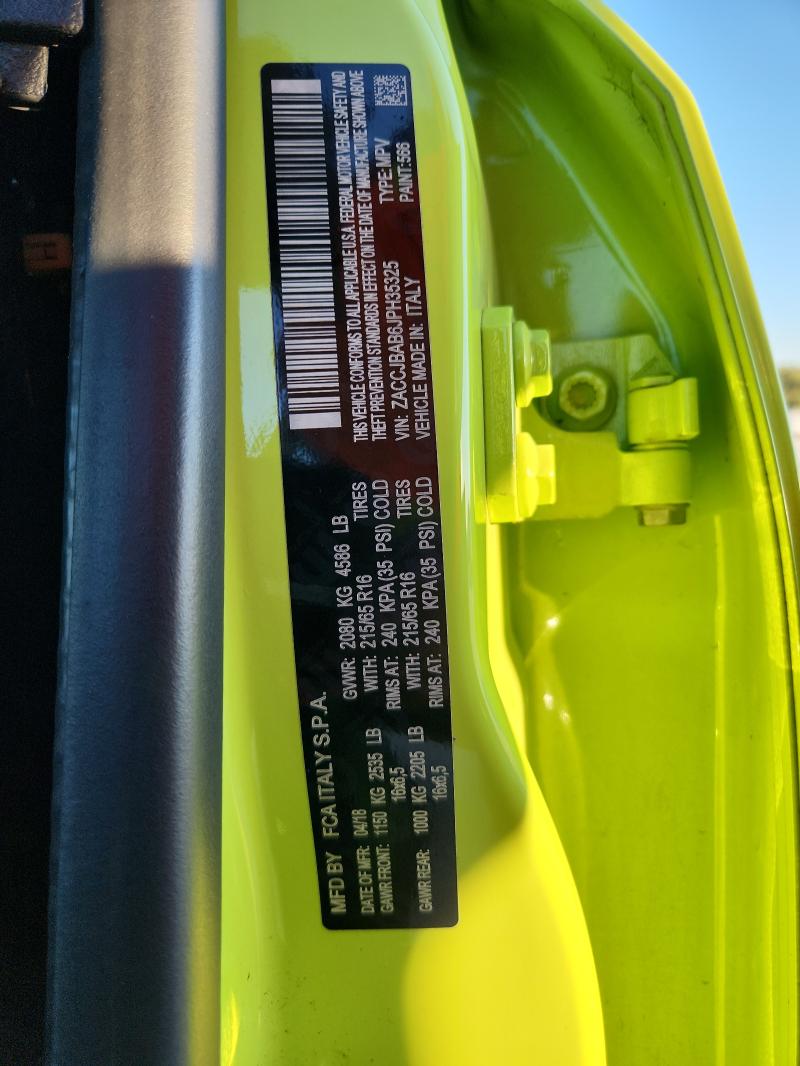 MFD BY FCA ITALY S.P.A.
DATE OF MFR: 04/18 GVWR: 2080 KG 4586 LB
GAWR FRONT: 1150 KG 2535 LB WITH: 215/65 R16 TIRES
16x6,5 RIMS AT: 240 KPA(35 PSI) COLD
GAWR REAR: 1000 KG 2205 LB WITH: 215/65 R16 TIRES
16x6,5 RIMS AT: 240 KPA(35 PSI) COLD
THIS VEHICLE CONFORMS TO ALL APPLICABLE U.S.A. FEDERAL MOTOR VEHICLE SAFETY AND
THEFT PREVENTION STANDARDS IN EFFECT ON THE DATE OF MANUFACTURE SHOWN ABOVE
VIN: ZACCJBAB6JPH35325 TYPE: MPV
VEHICLE MADE IN: ITALY PAINT: 566